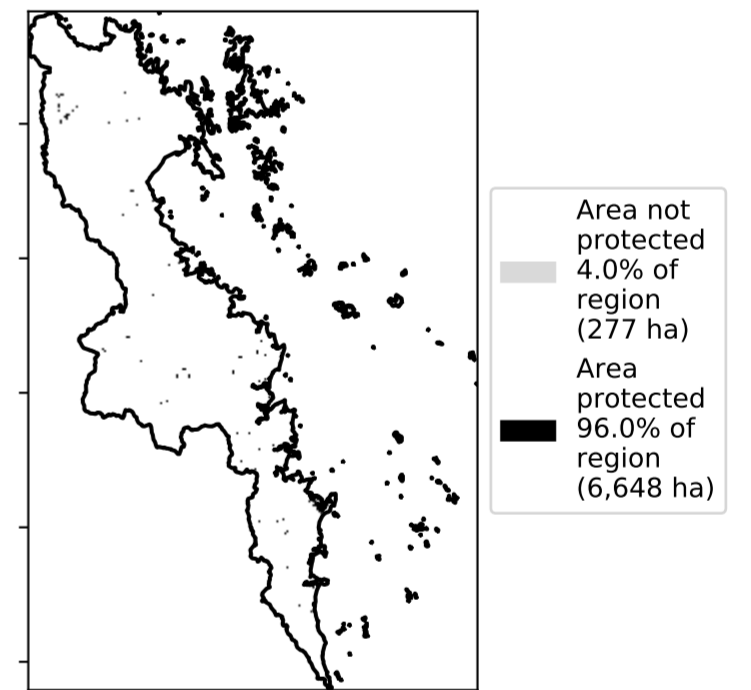 Area not
protected
4.0% of
region
(277 ha)
Area
protected
96.0% of
region
(6,648 ha)